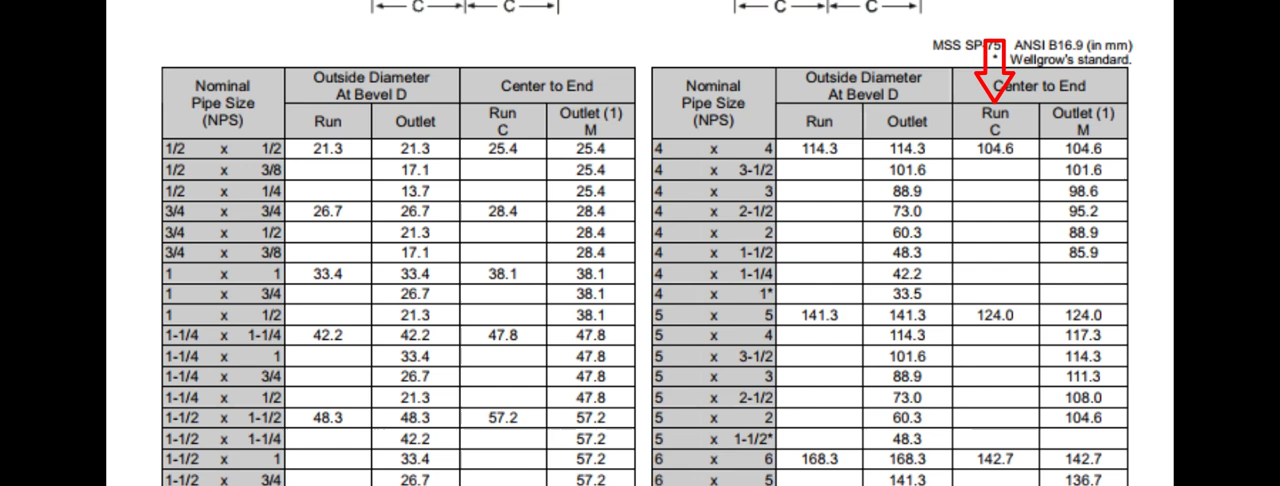 C C C C
MSS SP-75, ANSI B16.9 (in mm)
* Wellgrow's standard.
Nominal Pipe Size (NPS) Outside Diameter At Bevel D Center to End
Run Outlet Run C Outlet (1) M
1/2 x 1/2 21.3 21.3 25.4 25.4
1/2 x 3/8 17.1 25.4
1/2 x 1/4 13.7 25.4
3/4 x 3/4 26.7 26.7 28.4 28.4
3/4 x 1/2 21.3 28.4
3/4 x 3/8 17.1 28.4
1 x 1 33.4 33.4 38.1 38.1
1 x 3/4 26.7 38.1
1 x 1/2 21.3 38.1
1-1/4 x 1-1/4 42.2 42.2 47.8 47.8
1-1/4 x 1 33.4 47.8
1-1/4 x 3/4 26.7 47.8
1-1/4 x 1/2 21.3 47.8
1-1/2 x 1-1/2 48.3 48.3 57.2 57.2
1-1/2 x 1-1/4 42.2 57.2
1-1/2 x 1 33.4 57.2
1-1/2 x 3/4 26.7 57.2
Nominal Pipe Size (NPS) Outside Diameter At Bevel D Center to End
Run Outlet Run C Outlet (1) M
4 x 4 114.3 114.3 104.6 104.6
4 x 3-1/2 101.6 101.6
4 x 3 88.9 98.6
4 x 2-1/2 73.0 95.2
4 x 2 60.3 88.9
4 x 1-1/2 48.3 85.9
4 x 1-1/4 42.2
4 x 1* 33.5
5 x 5 141.3 141.3 124.0 124.0
5 x 4 114.3 117.3
5 x 3-1/2 101.6 114.3
5 x 3 88.9 111.3
5 x 2-1/2 73.0 108.0
5 x 2 60.3 104.6
5 x 1-1/2* 48.3
6 x 6 168.3 168.3 142.7 142.7
6 x 5 141.3 136.7